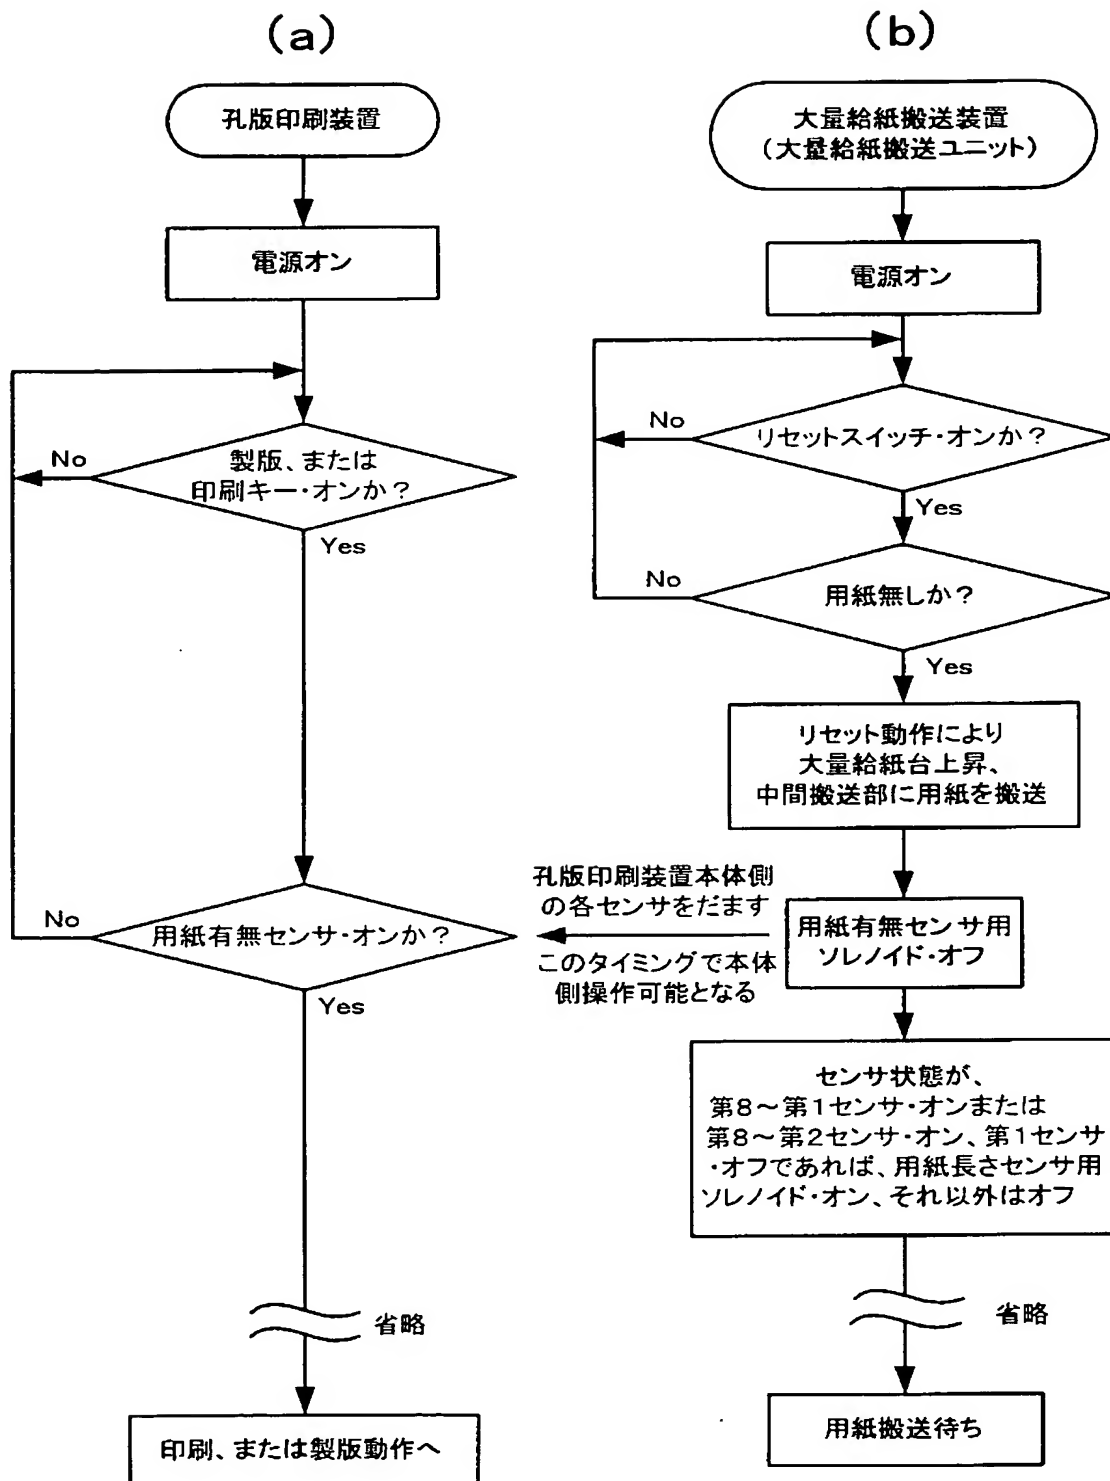 (a)
孔版印刷装置
電源オン
No
製版、または
印刷キー・オンか?
Yes
No
用紙有無センサ・オンか?
Yes
省略
印刷、または製版動作へ
孔版印刷装置本体側
の各センサをだます
このタイミングで本体
側操作可能となる
(b)
大量給紙搬送装置
(大量給紙搬送ユニット)
電源オン
No
リセットスイッチ・オンか?
Yes
No
用紙無しか?
Yes
リセット動作により
大量給紙台上昇、
中間搬送部に用紙を搬送
用紙有無センサ用
ソレノイド・オフ
センサ状態が、
第8～第1センサ・オンまたは
第8～第2センサ・オン、第1センサ
・オフであれば、用紙長さセンサ用
ソレノイド・オン、それ以外はオフ
省略
用紙搬送待ち